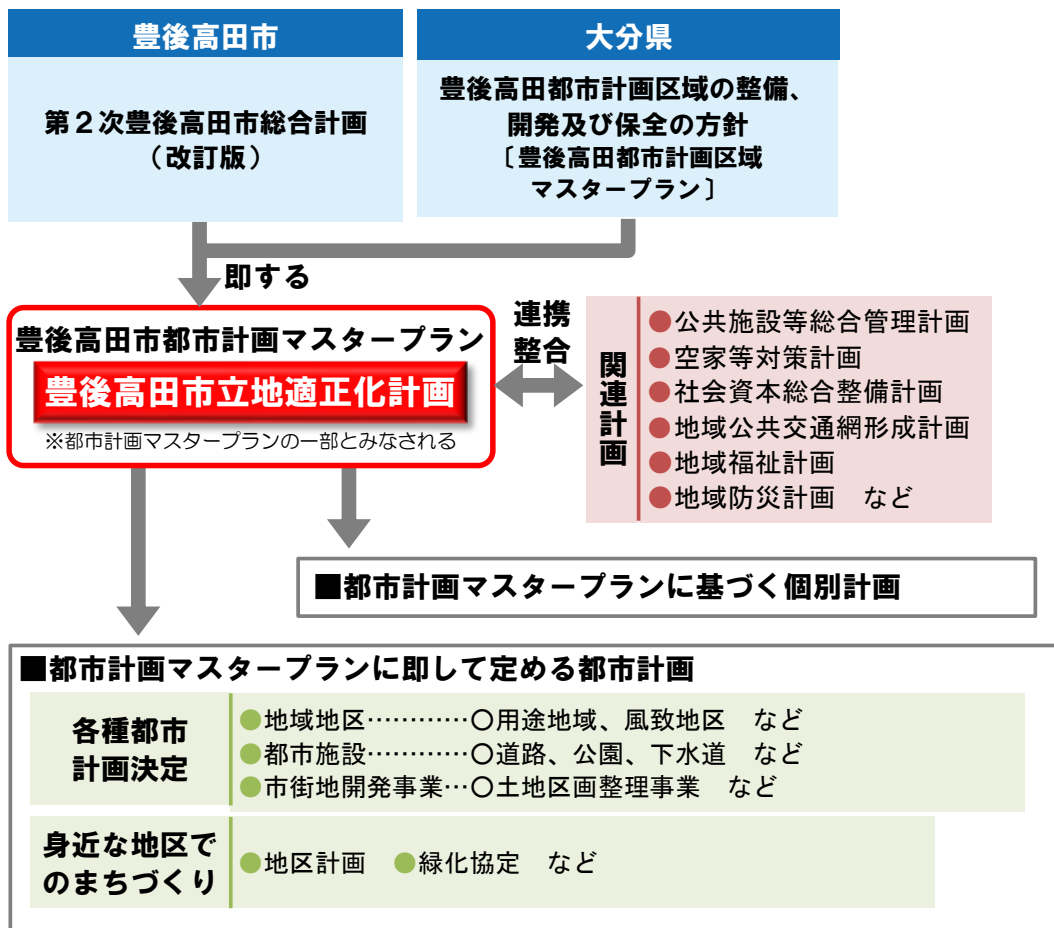 豊後高田市
第２次豊後高田市総合計画
（改訂版）
大分県
豊後高田都市計画区域の整備、
開発及び保全の方針
〔豊後高田都市計画区域
マスタープラン〕
即する
豊後高田市都市計画マスタープラン
豊後高田市立地適正化計画
※都市計画マスタープランの一部とみなされる
連携
整合
関連計画
●公共施設等総合管理計画
●空家等対策計画
●社会資本総合整備計画
●地域公共交通網形成計画
●地域福祉計画
●地域防災計画　など
■都市計画マスタープランに基づく個別計画
■都市計画マスタープランに即して定める都市計画
各種都市
計画決定
●地域地区…………〇用途地域、風致地区　など
●都市施設…………〇道路、公園、下水道　など
●市街地開発事業…〇土地区画整理事業　など
身近な地区で
のまちづくり
●地区計画　●緑化協定　など